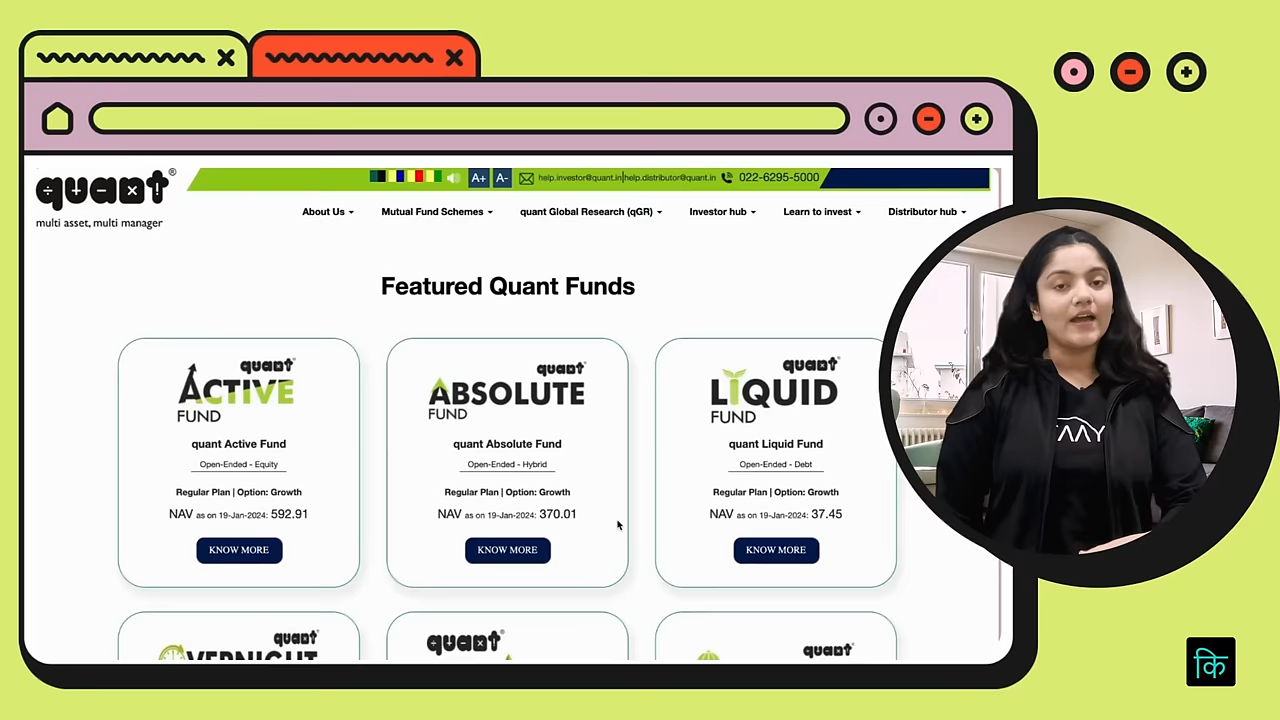 quant®
multi asset, multi manager
A+ A- help.investor@quant.in|help.distributor@quant.in 022-6295-5000
About Us Mutual Fund Schemes quant Global Research (qGR) Investor hub Learn to invest Distributor hub
Featured Quant Funds
quant
ACTIVE
FUND
quant Active Fund
Open-Ended - Equity
Regular Plan | Option: Growth
NAV as on 19-Jan-2024: 592.91
KNOW MORE
quant
ABSOLUTE
FUND
quant Absolute Fund
Open-Ended - Hybrid
Regular Plan | Option: Growth
NAV as on 19-Jan-2024: 370.01
KNOW MORE
quant
LIQUID
FUND
quant Liquid Fund
Open-Ended - Debt
Regular Plan | Option: Growth
NAV as on 19-Jan-2024: 37.45
KNOW MORE
quant
OVERNIGHT
quant
quant
कि